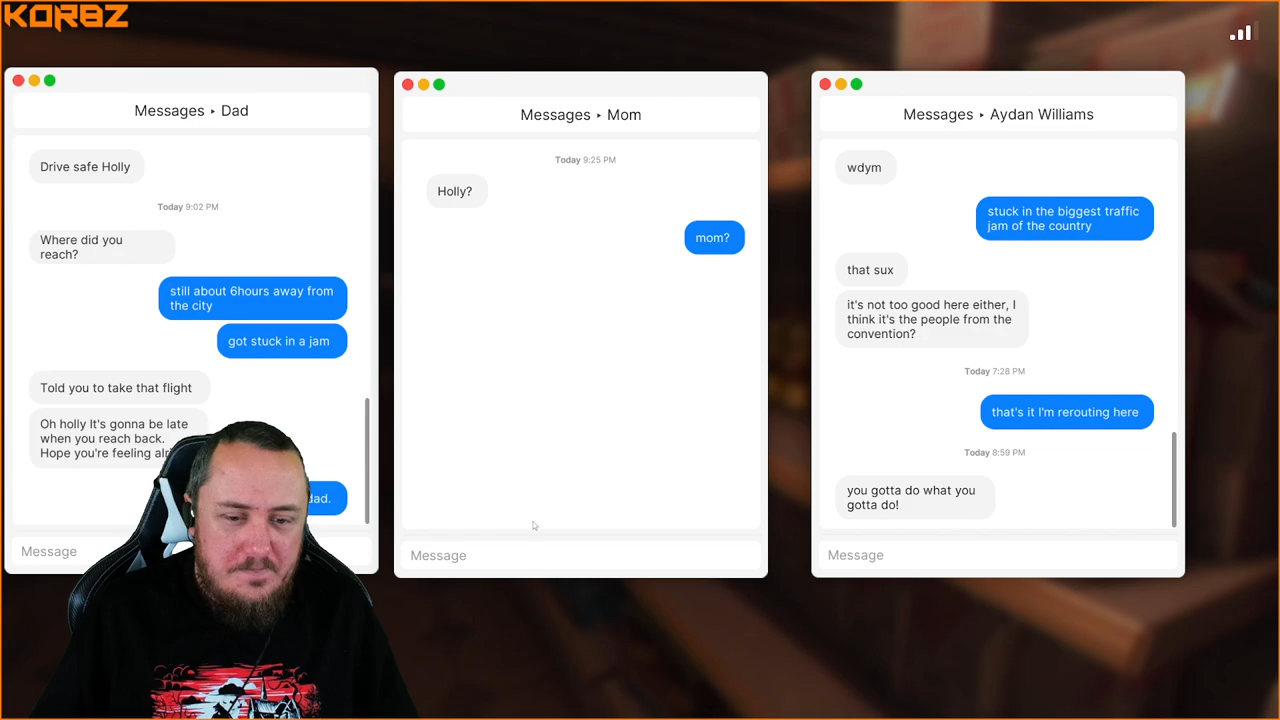 KORBZ
Messages ▸ Dad
Drive safe Holly
Today 9:02 PM
Where did you
reach?
still about 6hours away from
the city
got stuck in a jam
Told you to take that flight
Oh holly It's gonna be late
when you reach back.
Hope you're feeling
dad.
Message
Messages ▸ Mom
Today 9:25 PM
Holly?
mom?
Message
Messages ▸ Aydan Williams
wdym
stuck in the biggest traffic
jam of the country
that sux
it's not too good here either, I
think it's the people from the
convention?
Today 7:28 PM
that's it I'm rerouting here
Today 8:59 PM
you gotta do what you
gotta do!
Message